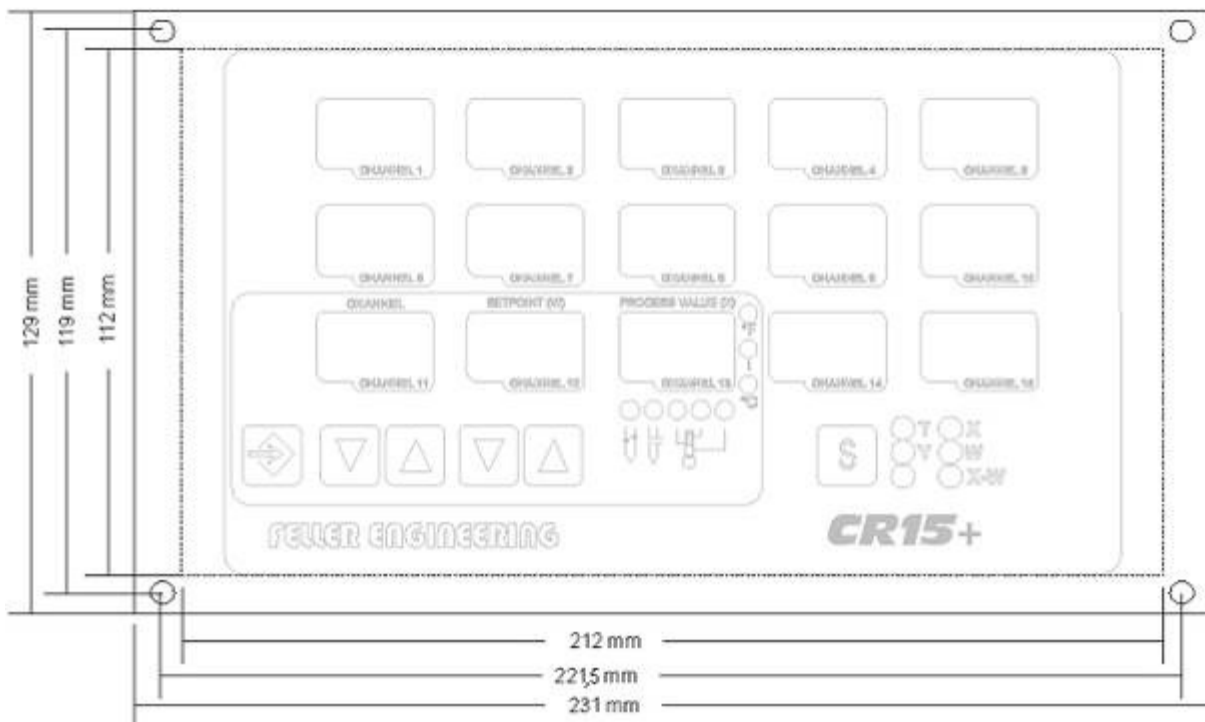 CHANNEL 1 CHANNEL 2 CHANNEL 3 CHANNEL 4 CHANNEL 5
CHANNEL 6 CHANNEL 7 CHANNEL 8 CHANNEL 9 CHANNEL 10
CHANNEL SETPOINT (W) PROCESS VALUE (X)
CHANNEL 11 CHANNEL 12 CHANNEL 13 CHANNEL 14 CHANNEL 15
T X
S Y W
X-W
FELLER ENGINEERING CR15+
129 mm
119 mm
112 mm
212 mm
221,5 mm
231 mm